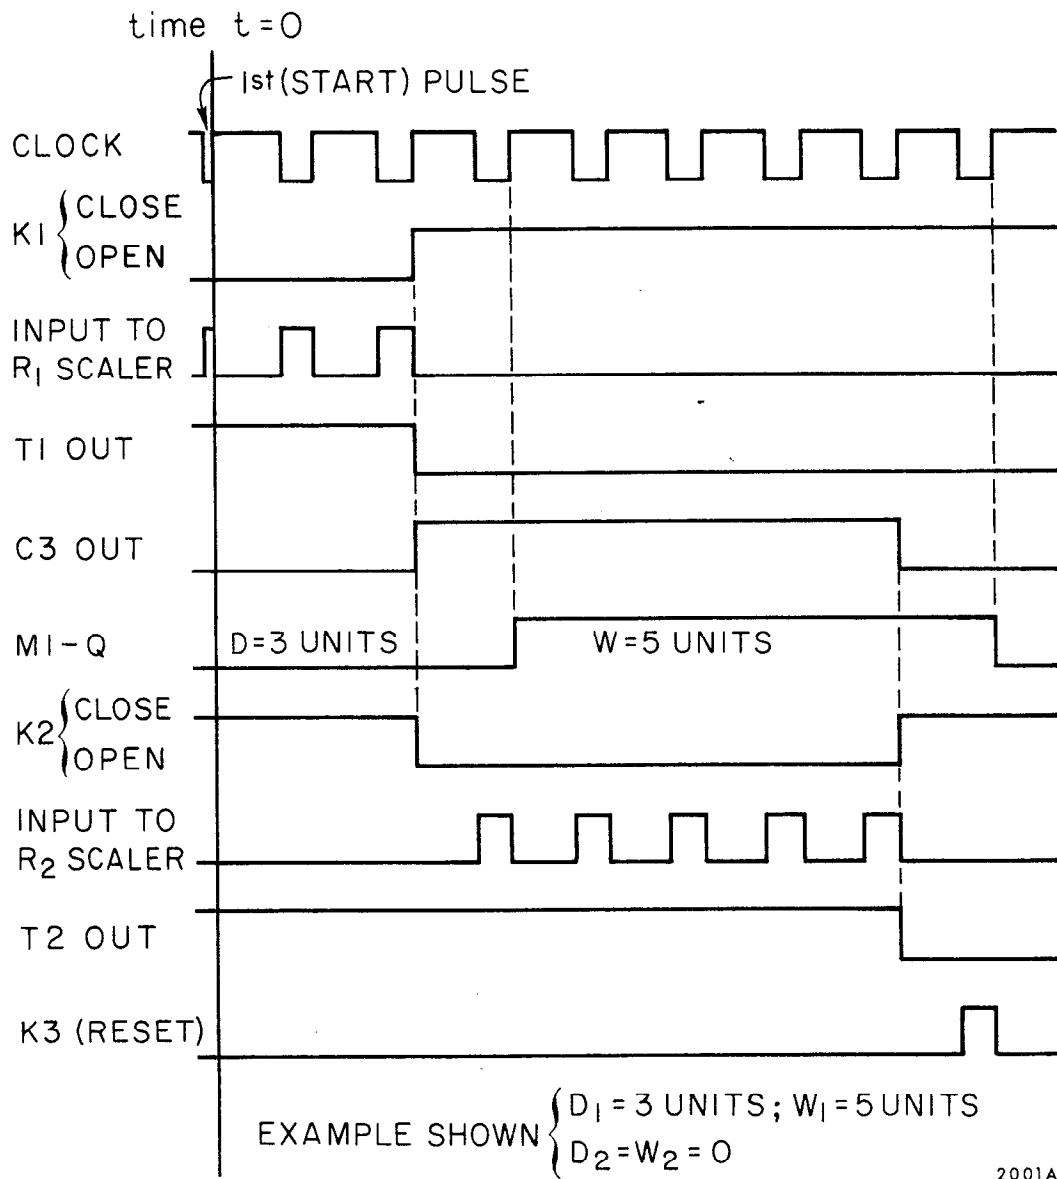 time t=0
1st (START) PULSE
CLOCK
K1 { CLOSE
OPEN
INPUT TO
R1 SCALER
T1 OUT
C3 OUT
M1-Q
D=3 UNITS
W=5 UNITS
K2 { CLOSE
OPEN
INPUT TO
R2 SCALER
T2 OUT
K3 (RESET)
EXAMPLE SHOWN { D1 = 3 UNITS; W1 = 5 UNITS
D2 = W2 = 0
2001A